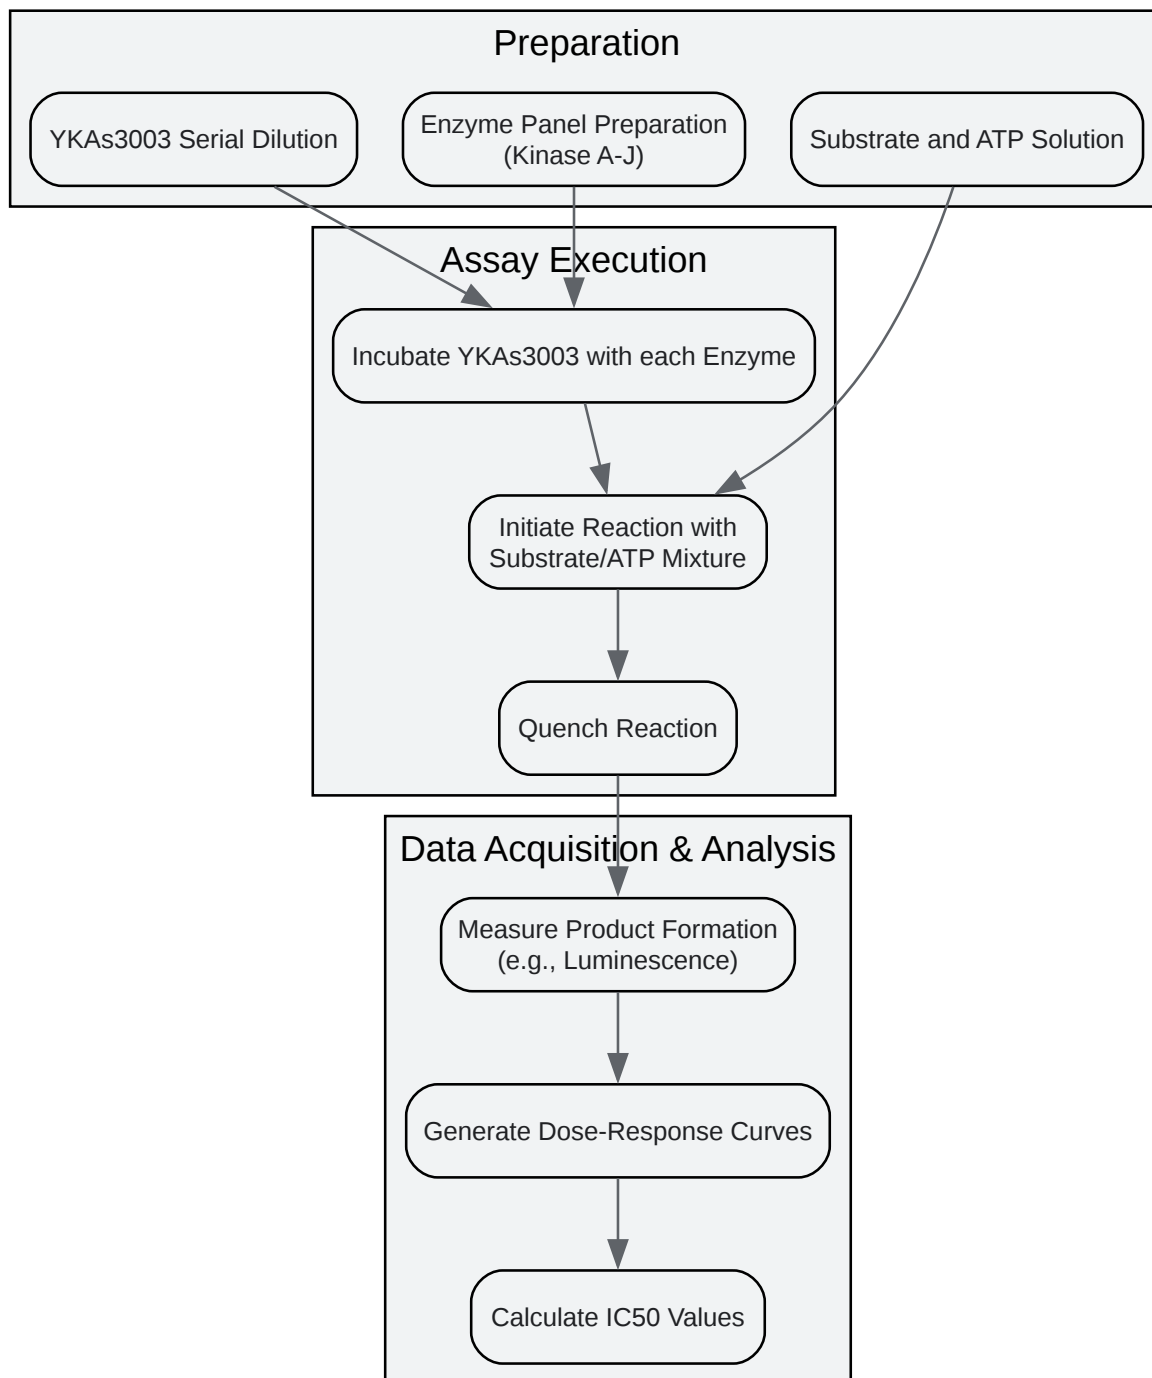 Preparation
YKAs3003 Serial Dilution
Enzyme Panel Preparation
(Kinase A-J)
Substrate and ATP Solution
Assay Execution
Incubate YKAs3003 with each Enzyme
Initiate Reaction with
Substrate/ATP Mixture
Quench Reaction
Data Acquisition & Analysis
Measure Product Formation
(e.g., Luminescence)
Generate Dose-Response Curves
Calculate IC50 Values